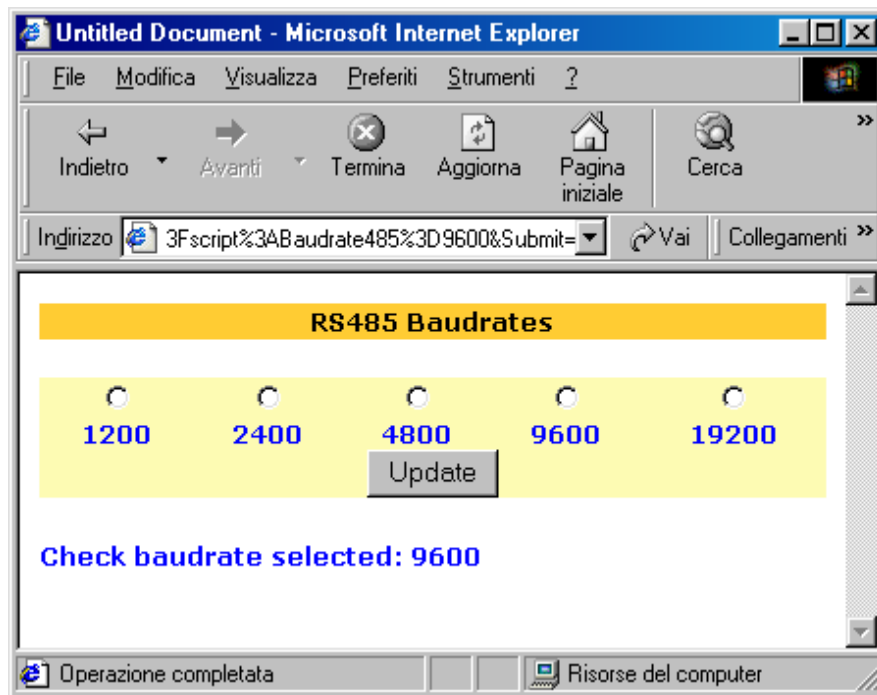 Untitled Document - Microsoft Internet Explorer
File Modifica Visualizza Preferiti Strumenti ?
Indietro Avanti Termina Aggiorna Pagina iniziale Cerca »
Indirizzo 3Fscript%3ABaudrate485%3D9600&Submit= Vai Collegamenti »
RS485 Baudrates
1200 2400 4800 9600 19200
Update
Check baudrate selected: 9600
Operazione completata Risorse del computer